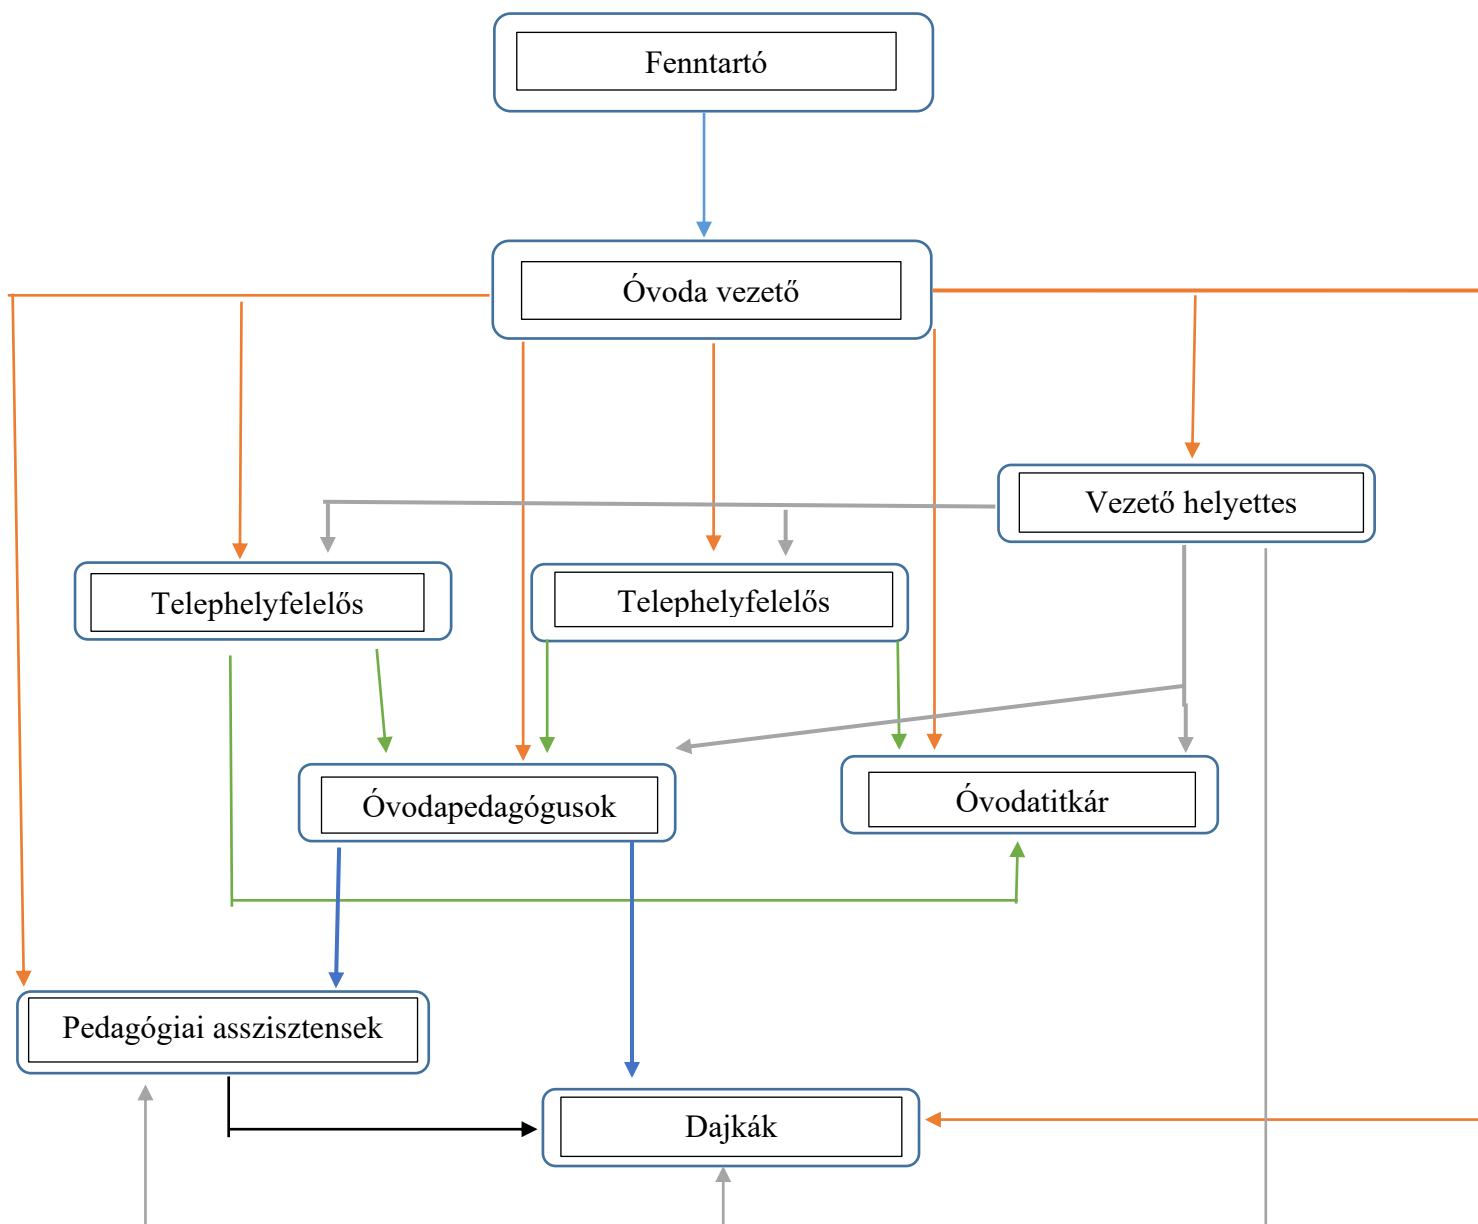 Fenntartó
Óvoda vezető
Vezető helyettes
Telephelyfelelős
Telephelyfelelős
Óvodapedagógusok
Óvodatitkár
Pedagógiai asszisztensek
Dajkák